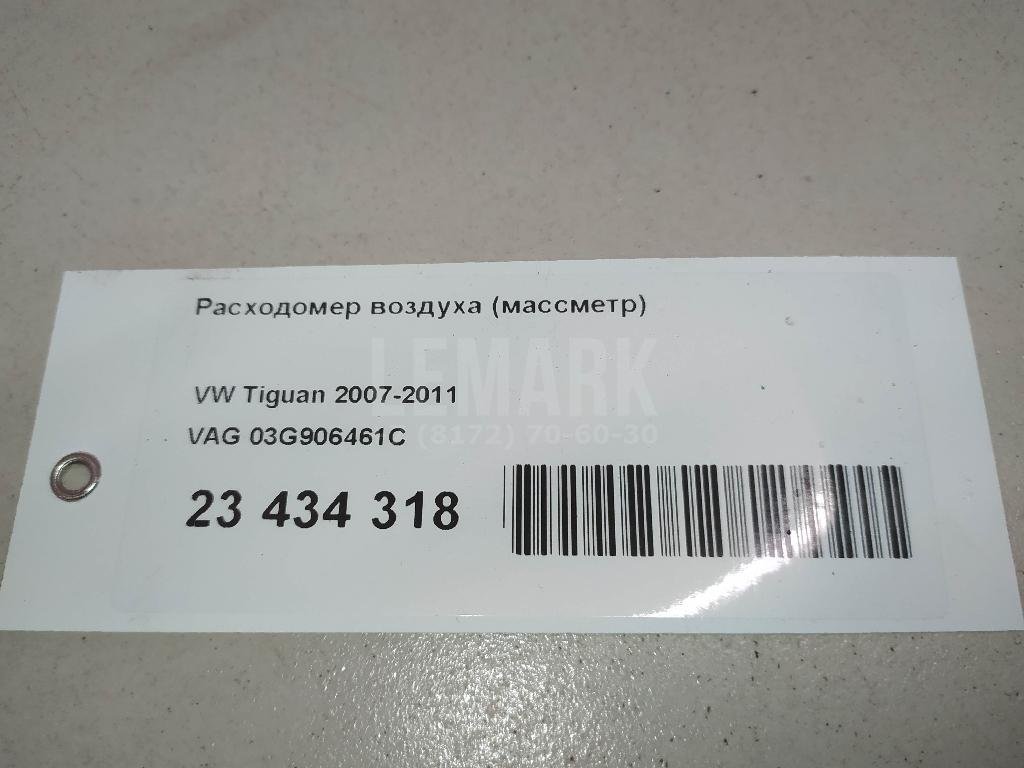 Расходомер воздуха (массметр)
LEMARK
VW Tiguan 2007-2011
VAG 03G906461C
(8172) 70-60-30
23 434 318